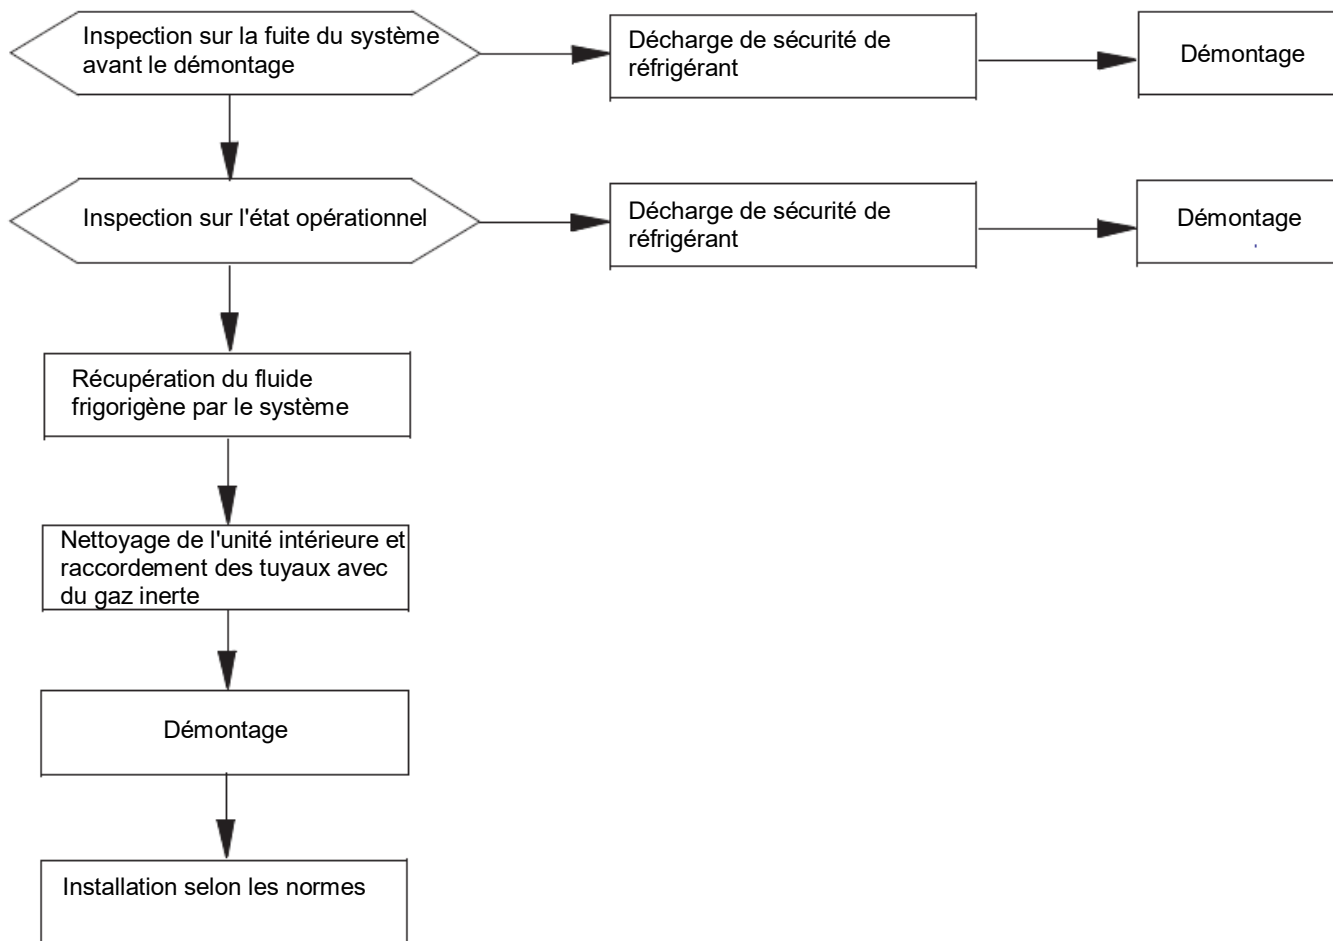 Inspection sur la fuite du système
avant le démontage
Décharge de sécurité de
réfrigérant
Démontage
Inspection sur l'état opérationnel
Décharge de sécurité de
réfrigérant
Démontage
Récupération du fluide
frigorigène par le système
Nettoyage de l'unité intérieure et
raccordement des tuyaux avec
du gaz inerte
Démontage
Installation selon les normes